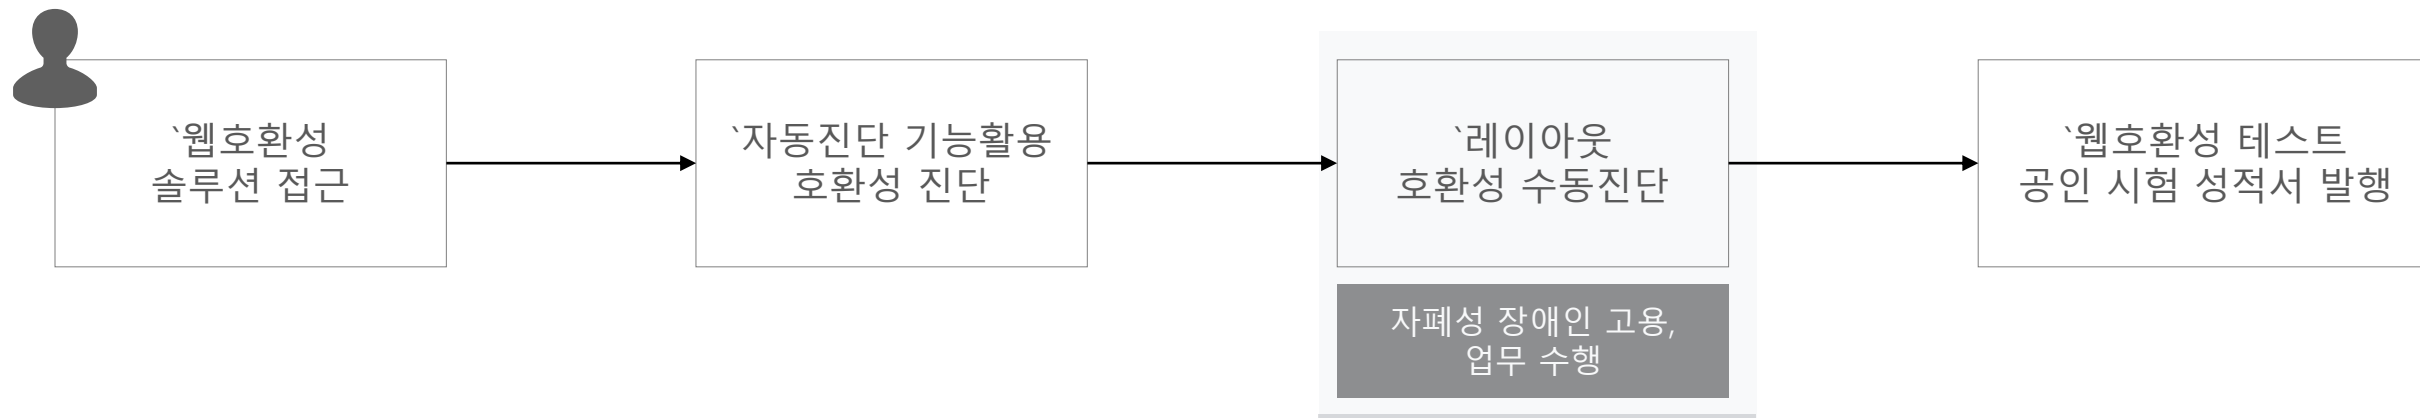 `웹호환성
솔루션 접근
`자동진단 기능활용
호환성 진단
`레이아웃
호환성 수동진단
자폐성 장애인 고용,
업무 수행
`웹호환성 테스트
공인 시험 성적서 발행